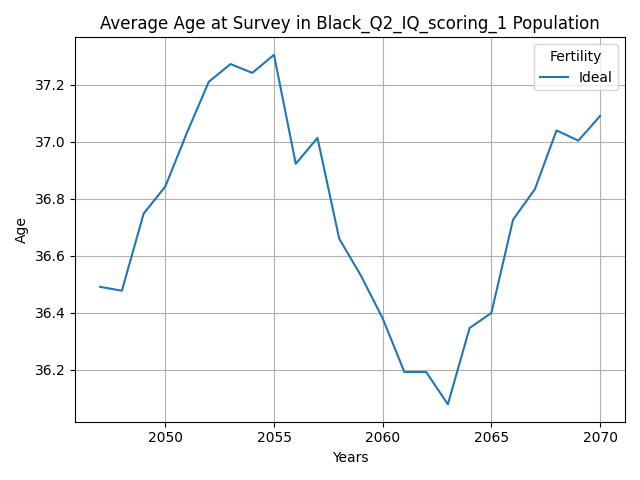 Average Age at Survey in Black_Q2_IQ_scoring_1 Population
Fertility
Ideal
37.2
37.0
36.8
36.6
36.4
36.2
Age
2050 2055 2060 2065 2070
Years